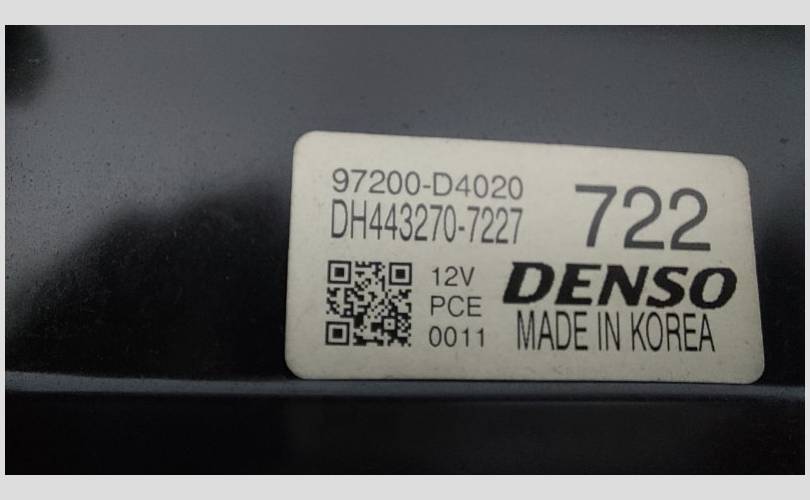 97200-D4020
DH443270-7227
722
12V
PCE
0011
DENSO
MADE IN KOREA